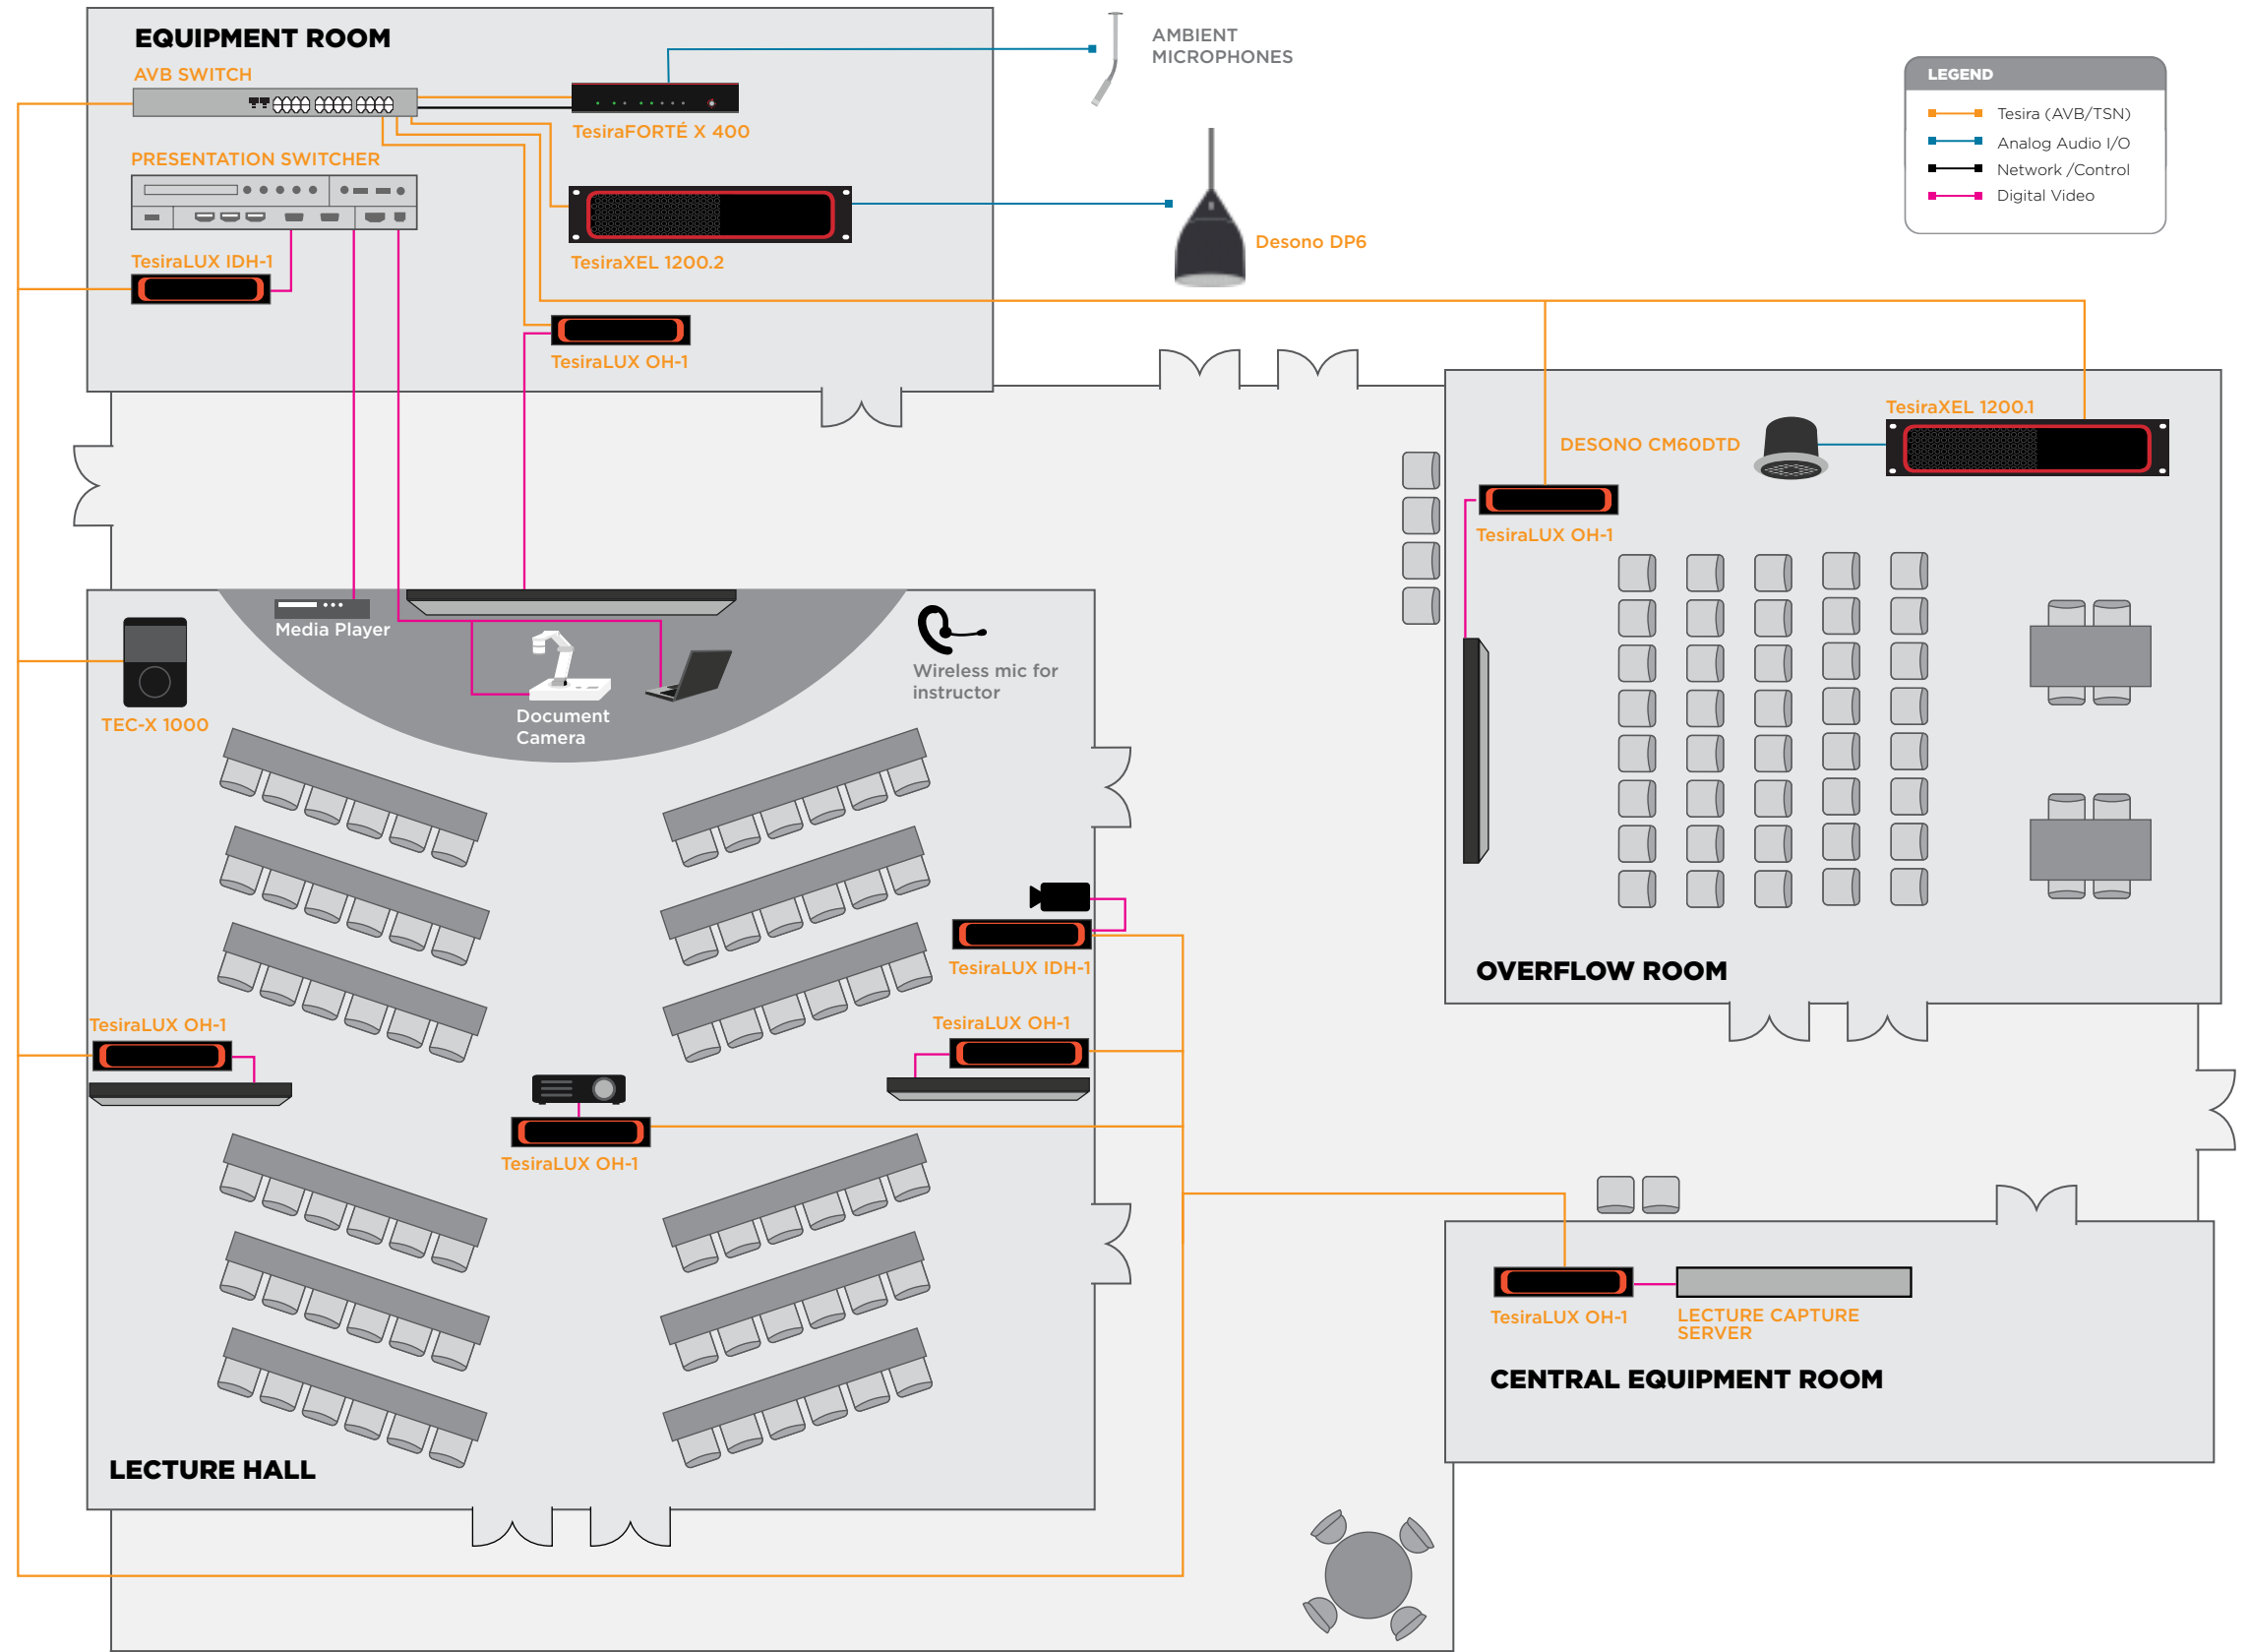 EQUIPMENT ROOM
AVB SWITCH
TesiraFORTÉ X 400
AMBIENT
MICROPHONES
LEGEND
Tesira (AVB/TSN)
Analog Audio I/O
Network /Control
Digital Video
PRESENTATION SWITCHER
TesiraLUX IDH-1
TesiraXEL 1200.2
Desono DP6
TesiraLUX OH-1
TesiraXEL 1200.1
DESONO CM60DTD
TesiraLUX OH-1
Media Player
Wireless mic for
instructor
TEC-X 1000
Document
Camera
TesiraLUX IDH-1
OVERFLOW ROOM
TesiraLUX OH-1
TesiraLUX OH-1
TesiraLUX OH-1
TesiraLUX OH-1
LECTURE CAPTURE
SERVER
CENTRAL EQUIPMENT ROOM
LECTURE HALL